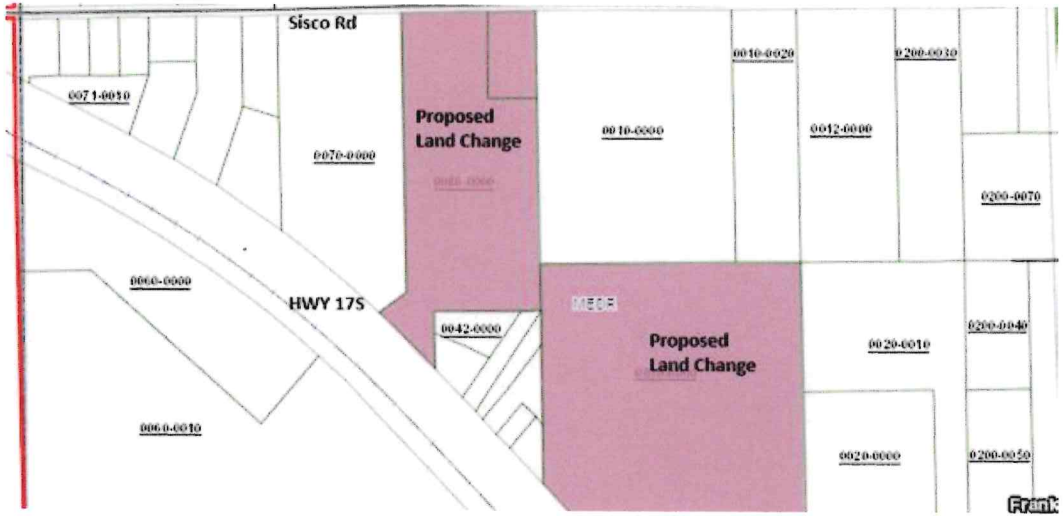 Sisco Rd
0010-0020
0200-0030
0071-0010
Proposed
Land Change
0010-0000
0012-0000
0070-0000
0200-0070
0060-0000
HWY 17S
0042-0000
Proposed
Land Change
0200-0040
0020-0010
0060-0010
0020-0000
0200-0050
Frank